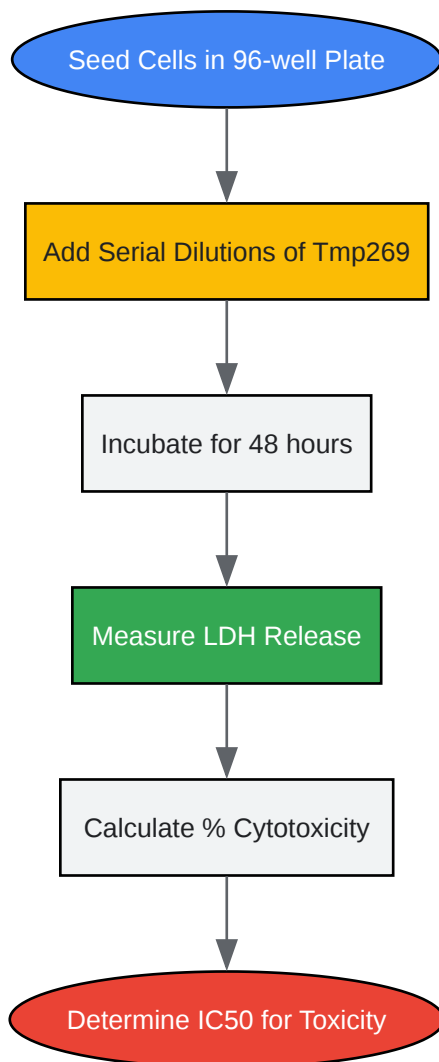 Seed Cells in 96-well Plate
Add Serial Dilutions of Tmp269
Incubate for 48 hours
Measure LDH Release
Calculate % Cytotoxicity
Determine IC50 for Toxicity